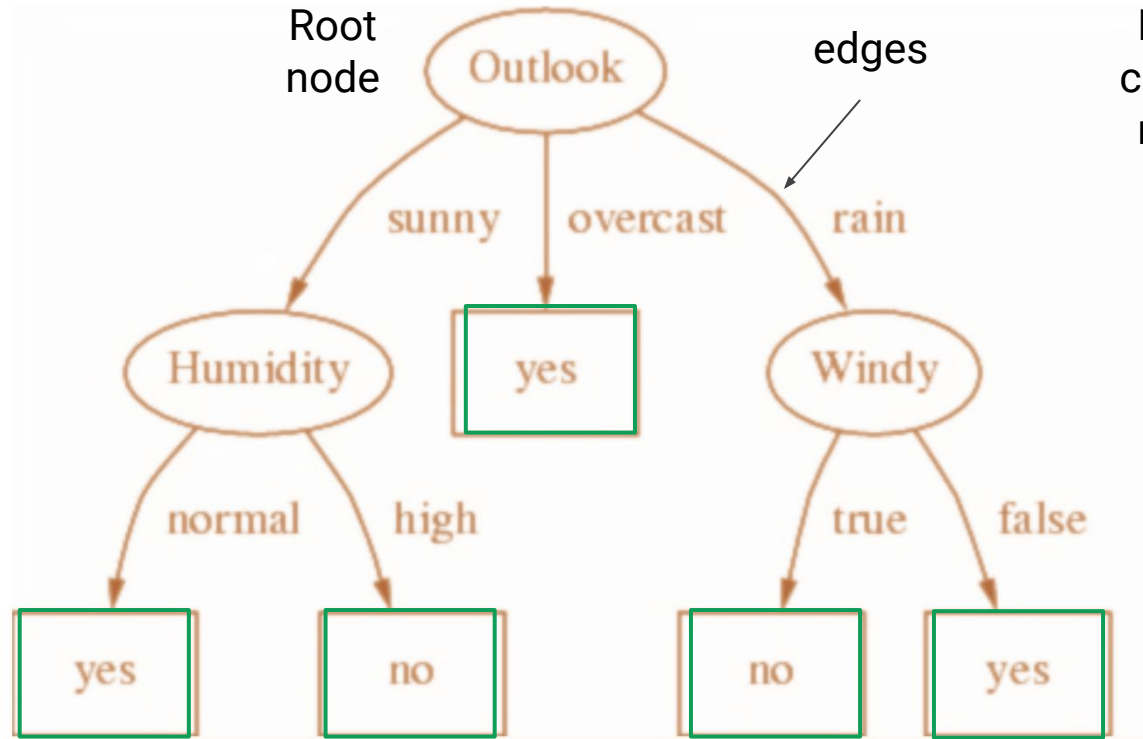 Root
node
Outlook
edges
sunny
overcast
rain
Humidity
yes
Windy
normal
high
true
false
yes
no
no
yes